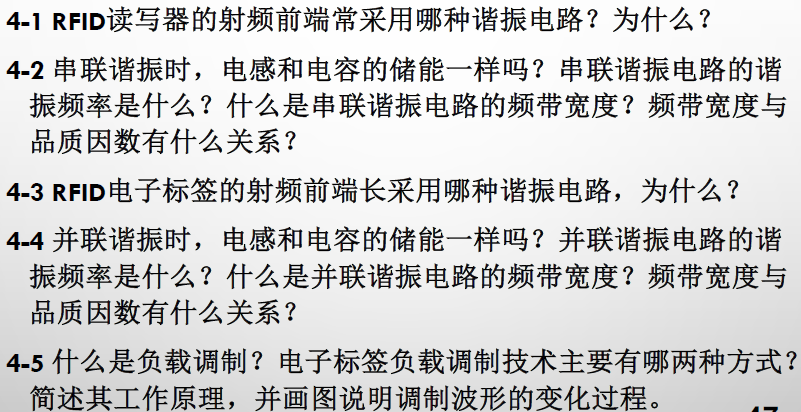 4-1 RFID读写器的射频前端常采用哪种谐振电路？为什么？
4-2 串联谐振时，电感和电容的储能一样吗？串联谐振电路的谐
振频率是什么？什么是串联谐振电路的频带宽度？频带宽度与
品质因数有什么关系？
4-3 RFID电子标签的射频前端长采用哪种谐振电路，为什么？
4-4 并联谐振时，电感和电容的储能一样吗？并联谐振电路的谐
振频率是什么？什么是并联谐振电路的频带宽度？频带宽度与
品质因数有什么关系？
4-5 什么是负载调制？电子标签负载调制技术主要有哪两种方式？
简述其工作原理，并画图说明调制波形的变化过程。